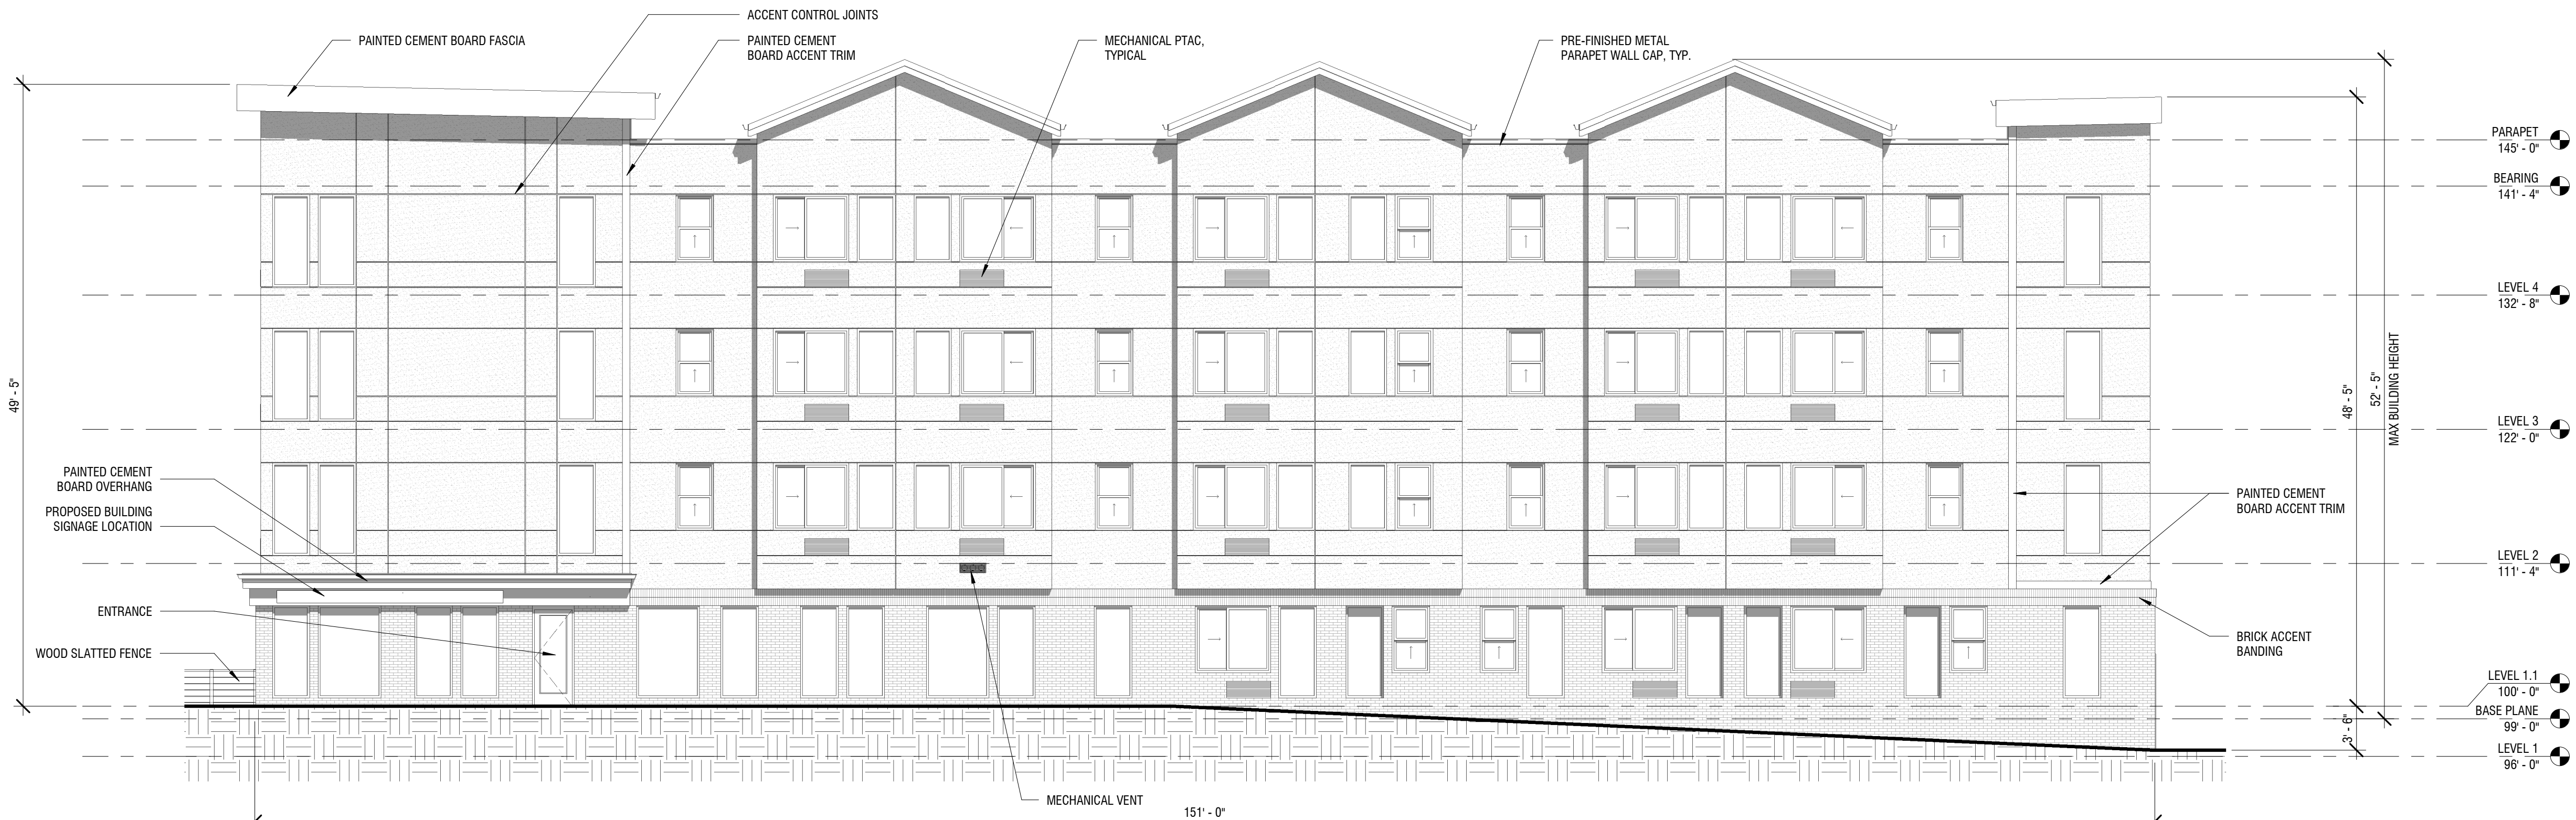 ACCENT CONTROL JOINTS
PAINTED CEMENT BOARD FASCIA
PAINTED CEMENT
BOARD ACCENT TRIM
MECHANICAL PTAC,
TYPICAL
PRE-FINISHED METAL
PARAPET WALL CAP, TYP.
PARAPET
145' - 0"
BEARING
141' - 4"
LEVEL 4
132' - 8"
49' - 5"
48' - 5"
52' - 5"
MAX BUILDING HEIGHT
LEVEL 3
122' - 0"
PAINTED CEMENT
BOARD OVERHANG
PROPOSED BUILDING
SIGNAGE LOCATION
PAINTED CEMENT
BOARD ACCENT TRIM
LEVEL 2
111' - 4"
ENTRANCE
WOOD SLATTED FENCE
BRICK ACCENT
BANDING
LEVEL 1.1
100' - 0"
BASE PLANE
99' - 0"
3' - 6"
LEVEL 1
96' - 0"
MECHANICAL VENT
151' - 0"